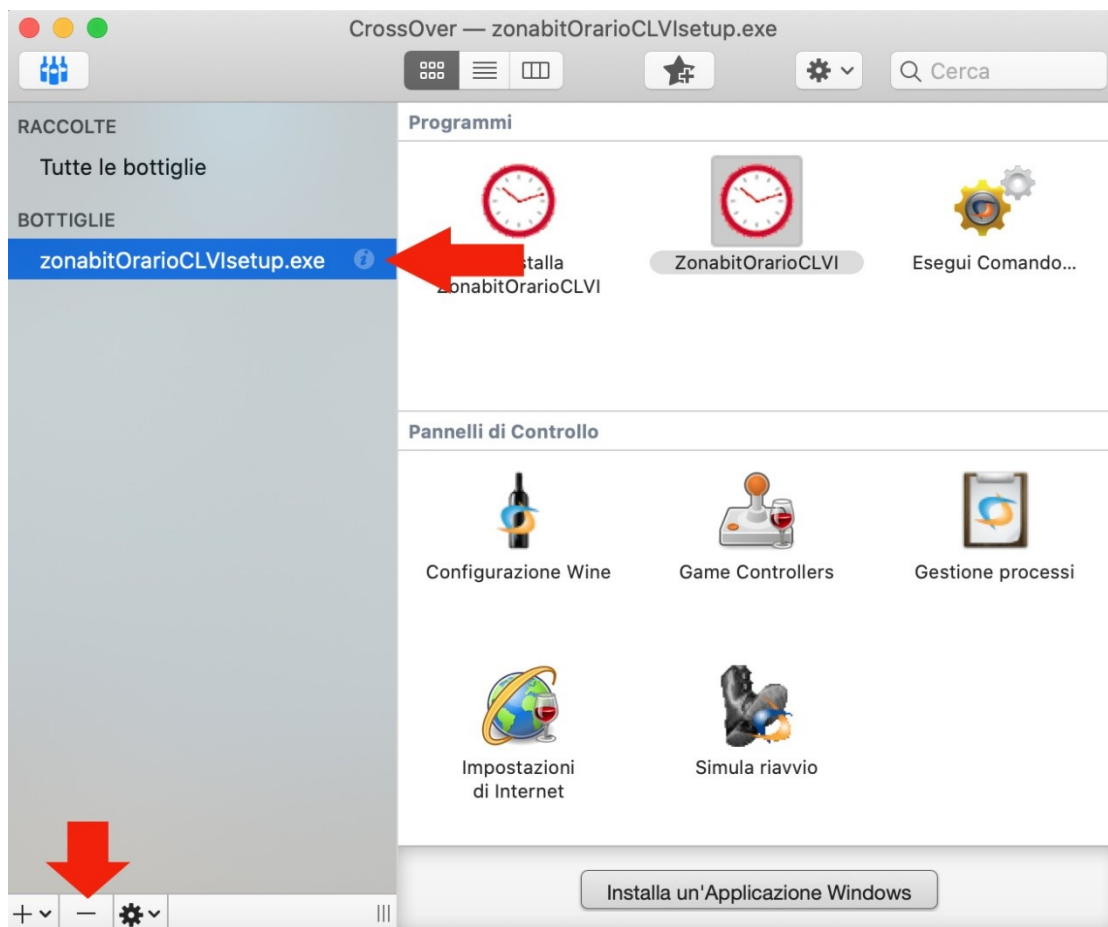 CrossOver — zonabitOrarioCLVIsetup.exe
Cerca
RACCOLTE
Tutte le bottiglie
BOTTIGLIE
zonabitOrarioCLVIsetup.exe
Programmi
stalla
ZonabitOrarioCLVI
ZonabitOrarioCLVI
Esegui Comando...
Pannelli di Controllo
Configurazione Wine
Game Controllers
Gestione processi
Impostazioni
di Internet
Simula riavvio
Installa un'Applicazione Windows